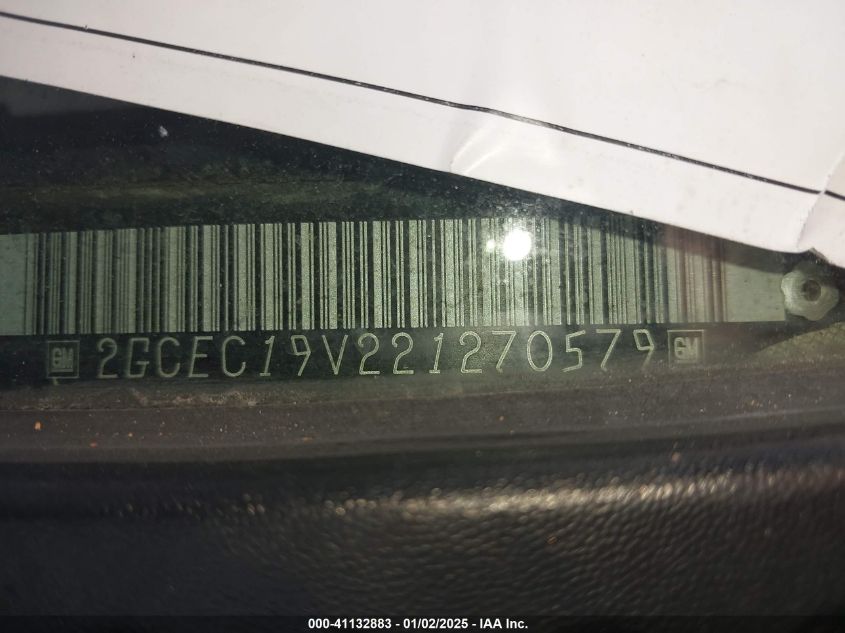 GM 2GCEC19V221270579 GM
000-41132883 - 01/02/2025 - IAA Inc.